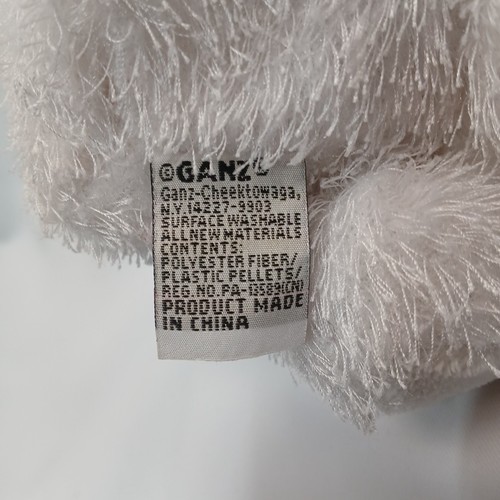 ©GANZ
Ganz-Cheektowaga,
N.Y. 14227-9903
SURFACE WASHABLE
ALL NEW MATERIALS
CONTENTS:
POLYESTER FIBER/
PLASTIC PELLETS/
REG.NO.PA-13589(CN)
PRODUCT MADE
IN CHINA